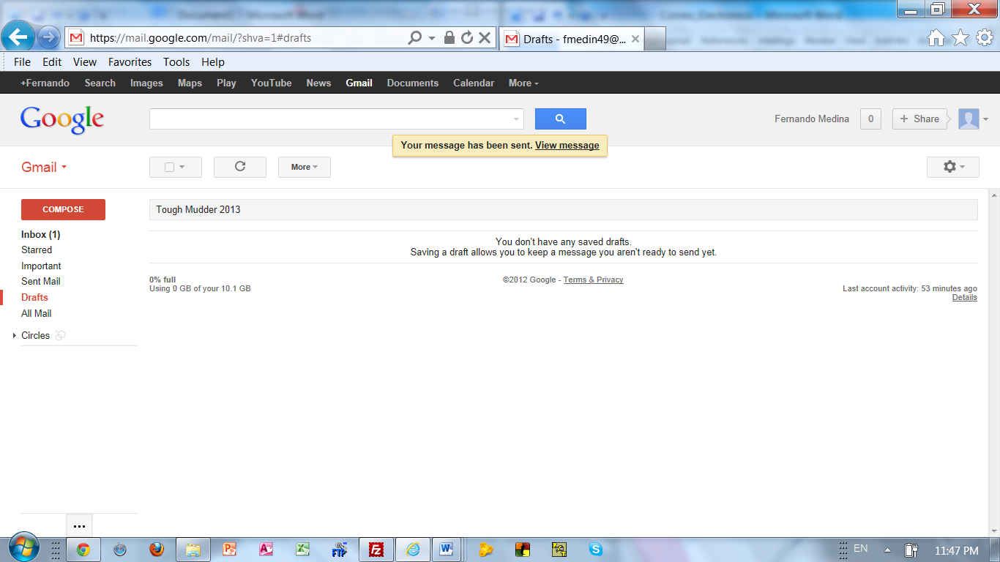 https://mail.google.com/mail/?shva=1#drafts
Drafts - fmedin49@...
File Edit View Favorites Tools Help
+Fernando Search Images Maps Play YouTube News Gmail Documents Calendar More
Google
Fernando Medina 0 + Share
Your message has been sent. View message
Gmail
More
COMPOSE
Tough Mudder 2013
Inbox (1)
Starred
Important
Sent Mail
Drafts
All Mail
Circles
You don't have any saved drafts.
Saving a draft allows you to keep a message you aren't ready to send yet.
0% full
Using 0 GB of your 10.1 GB
©2012 Google - Terms & Privacy
Last account activity: 53 minutes ago
Details
...
FTP
EN
11:47 PM